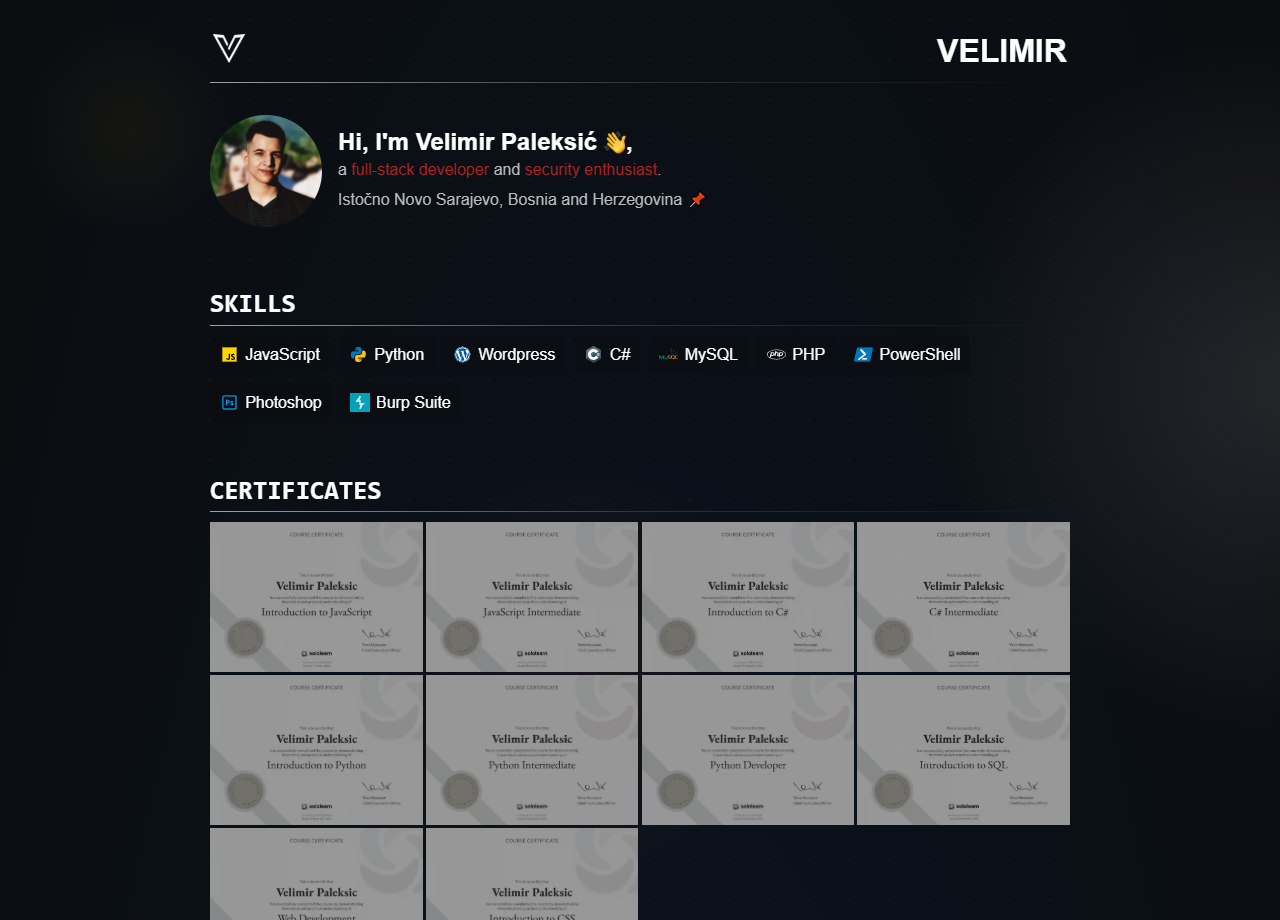 VELIMIR
Hi, I'm Velimir Paleksić 👋,
a full-stack developer and security enthusiast.
Istočno Novo Sarajevo, Bosnia and Herzegovina 📌
SKILLS
JavaScript Python Wordpress C# MySQL PHP PowerShell
Photoshop Burp Suite
CERTIFICATES
COURSE CERTIFICATE COURSE CERTIFICATE COURSE CERTIFICATE COURSE CERTIFICATE
Velimir Paleksic Velimir Paleksic Velimir Paleksic Velimir Paleksic
Introduction to JavaScript JavaScript Intermediate Introduction to C# C# Intermediate
sololearn sololearn sololearn sololearn
COURSE CERTIFICATE COURSE CERTIFICATE COURSE CERTIFICATE COURSE CERTIFICATE
Velimir Paleksic Velimir Paleksic Velimir Paleksic Velimir Paleksic
Introduction to Python Python Intermediate Python Developer Introduction to SQL
sololearn sololearn sololearn sololearn
COURSE CERTIFICATE COURSE CERTIFICATE
Velimir Paleksic Velimir Paleksic
Web Development Introduction to CSS